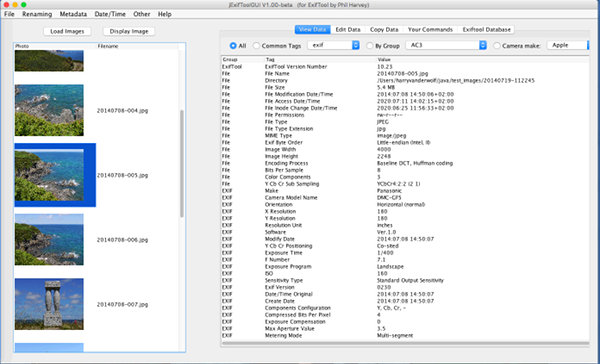 jExifToolGUI V1.00-beta (for ExifTool by Phil Harvey)
File Renaming Metadata Date/Time Other Help
Load Images Display Image
Photo Filename
20140708-004.jpg
20140708-005.jpg
20140708-006.jpg
20140708-007.jpg
View Data Edit Data Copy Data Your Commands Exiftool Database
All Common Tags exif By Group AC3 Camera make: Apple
Group Tag Value
ExifTool ExifTool Version Number 10.23
File File Name 20140708-005.jpg
File Directory /Users/harryvanderwolf/java/test_images/20140719-112245
File File Size 5.4 MB
File File Modification Date/Time 2014:07:08 14:50:06+02:00
File File Access Date/Time 2020:07:11 14:02:15+02:00
File File Inode Change Date/Time 2020:06:25 11:56:33+02:00
File File Permissions rw-r--r--
File File Type JPEG
File File Type Extension jpg
File MIME Type image/jpeg
File Exif Byte Order Little-endian (Intel, II)
File Image Width 4000
File Image Height 2248
File Encoding Process Baseline DCT, Huffman coding
File Bits Per Sample 8
File Color Components 3
File Y Cb Cr Sub Sampling YCbCr4:2:2 (2 1)
EXIF Make Panasonic
EXIF Camera Model Name DMC-GF5
EXIF Orientation Horizontal (normal)
EXIF X Resolution 180
EXIF Y Resolution 180
EXIF Resolution Unit inches
EXIF Software Ver.1.0
EXIF Modify Date 2014:07:08 14:50:07
EXIF Y Cb Cr Positioning Co-sited
EXIF Exposure Time 1/400
EXIF F Number 7.1
EXIF Exposure Program Landscape
EXIF ISO 160
EXIF Sensitivity Type Standard Output Sensitivity
EXIF Exif Version 0230
EXIF Date/Time Original 2014:07:08 14:50:07
EXIF Create Date 2014:07:08 14:50:07
EXIF Components Configuration Y, Cb, Cr, -
EXIF Compressed Bits Per Pixel 4
EXIF Exposure Compensation 0
EXIF Max Aperture Value 3.5
EXIF Metering Mode Multi-segment